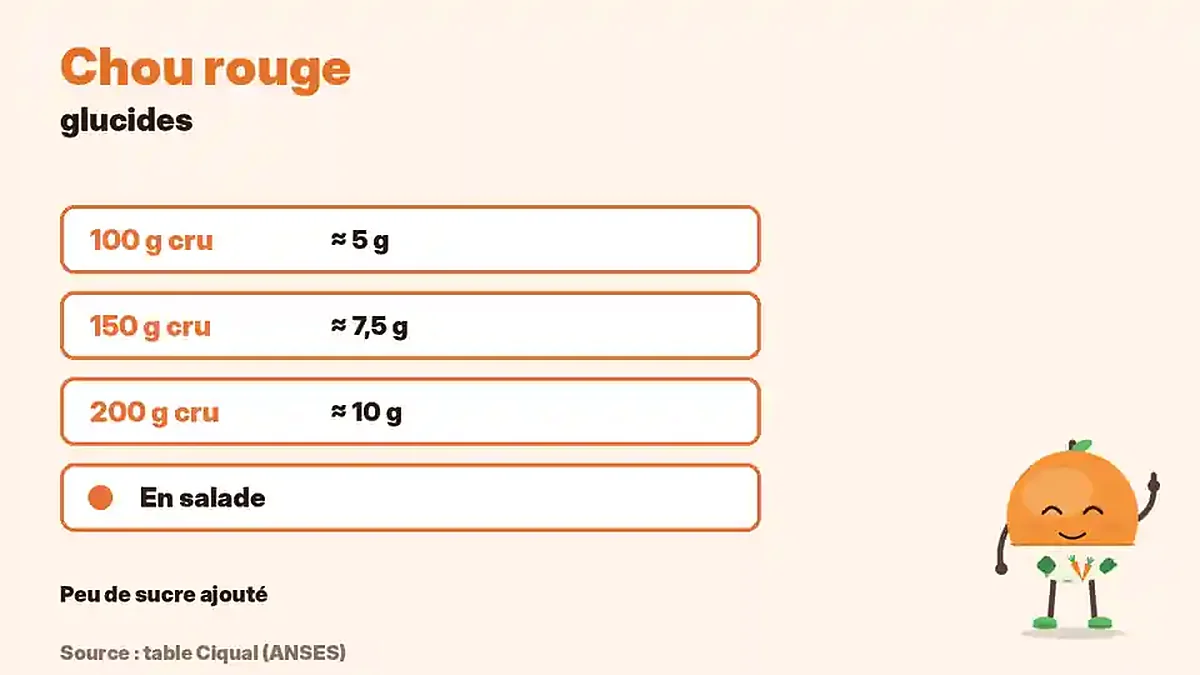 Chou rouge
glucides
100 g cru ≈ 5 g
150 g cru ≈ 7,5 g
200 g cru ≈ 10 g
En salade
Peu de sucre ajouté
Source : table Ciqual (ANSES)